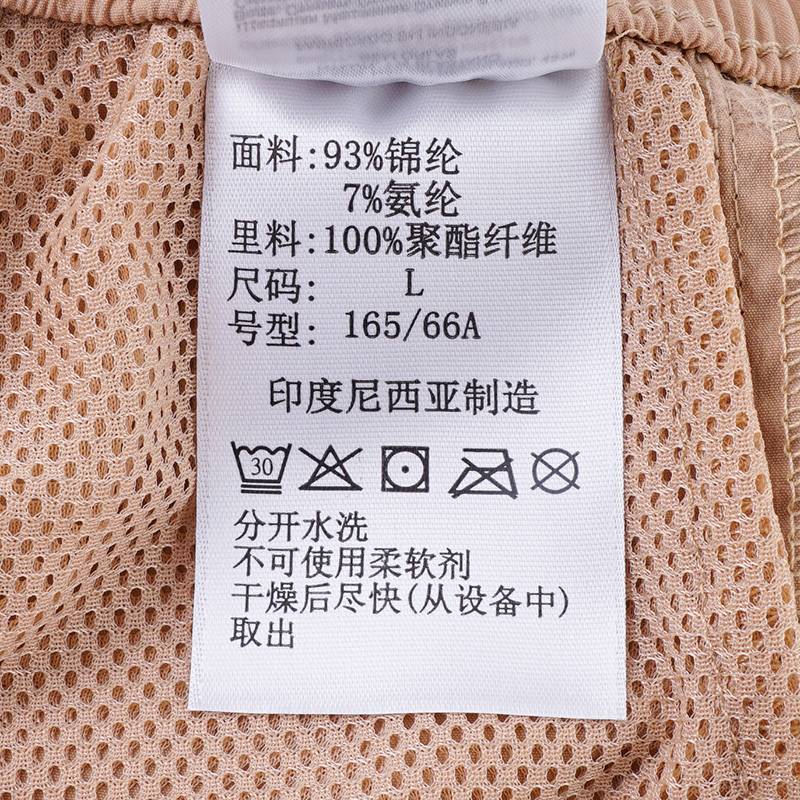 面料:93%锦纶
7%氨纶
里料:100%聚酯纤维
尺码: L
号型: 165/66A
印度尼西亚制造
30
分开水洗
不可使用柔软剂
干燥后尽快(从设备中)
取出